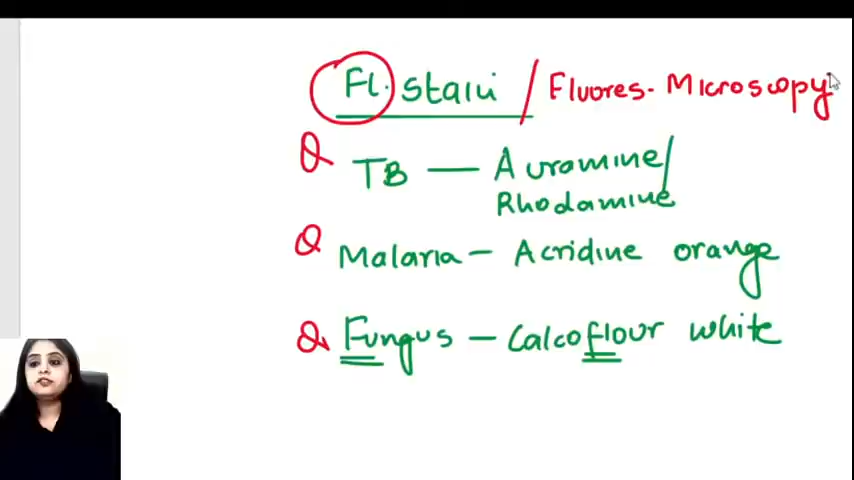 Fl. stain / Fluores. Microscopy
Q TB — Auramine/
Rhodamine
Q Malaria - Acridine orange
Q. Fungus - Calcoflour white